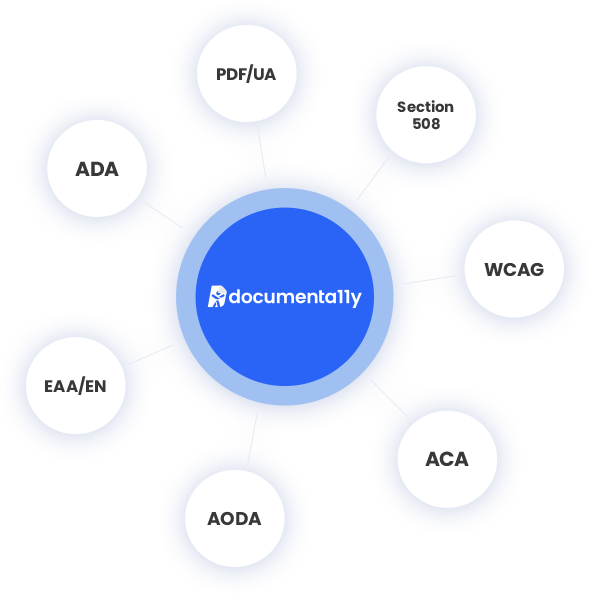 PDF/UA
Section
508
ADA
WCAG
documenta11y
EAA/EN
ACA
AODA